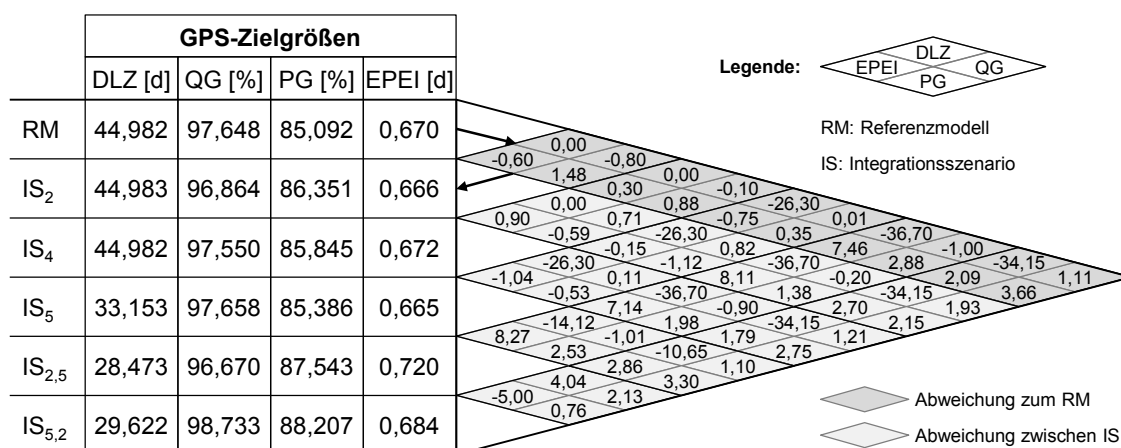 GPS-Zielgrößen
DLZ [d] QG [%] PG [%] EPEI [d]
RM 44,982 97,648 85,092 0,670
IS2 44,983 96,864 86,351 0,666
IS4 44,982 97,550 85,845 0,672
IS5 33,153 97,658 85,386 0,665
IS2,5 28,473 96,670 87,543 0,720
IS5,2 29,622 98,733 88,207 0,684
Legende:
DLZ
EPEI QG
PG
RM: Referenzmodell
IS: Integrationsszenario
0,00
-0,60 -0,80
1,48 0,00
0,30 -0,10
0,00 0,88 -26,30
0,90 0,71 -0,75 0,01
-0,59 -26,30 0,35 -36,70
-0,15 0,82 7,46 -1,00
-26,30 -1,12 -36,70 2,88 -34,15
-1,04 0,11 8,11 -0,20 2,09 1,11
-0,53 -36,70 1,38 -34,15 3,66
7,14 -0,90 2,70 1,93
-14,12 1,98 -34,15 2,15
8,27 -1,01 1,79 1,21
2,53 -10,65 2,75
2,86 1,10
4,04 3,30
-5,00 2,13
0,76
Abweichung zum RM
Abweichung zwischen IS